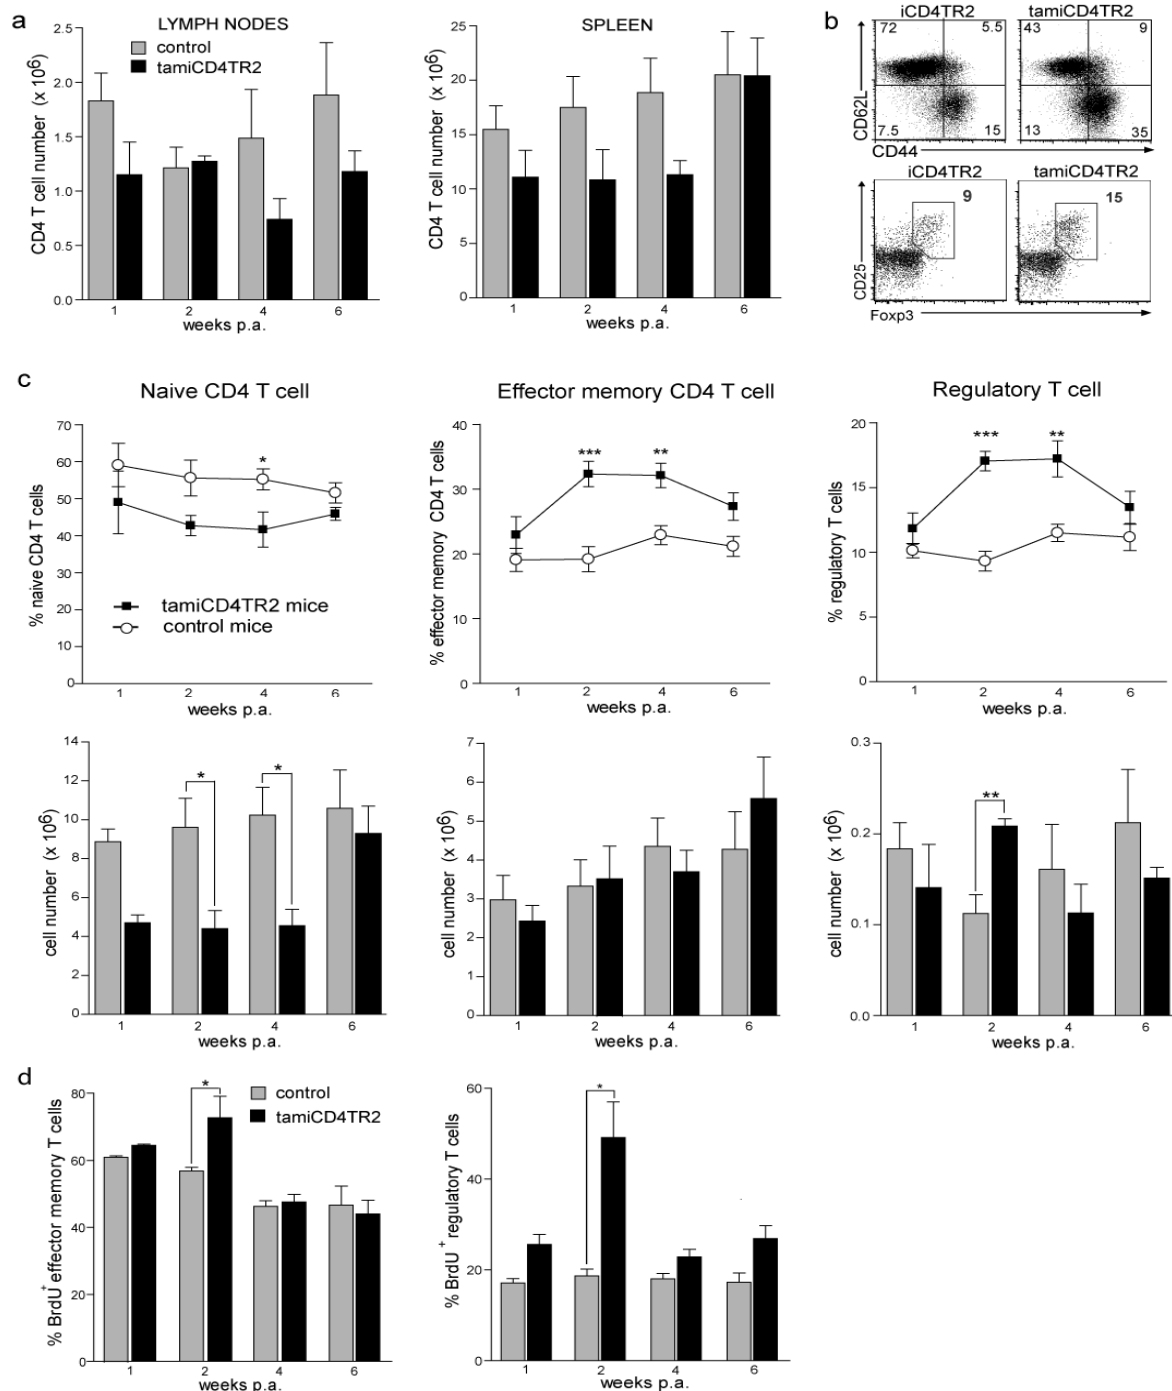 a
LYMPH NODES
control
tamiCD4TR2
CD4 T cell number (x 10⁶)
2.5
2.0
1.5
1.0
0.5
0.0
1 2 4 6
weeks p.a.
SPLEEN
CD4 T cell number (x 10⁶)
25
20
15
10
5
0
1 2 4 6
weeks p.a.
b
iCD4TR2 tamiCD4TR2
72 5.5 43 9
7.5 15 13 35
CD62L
CD44
iCD4TR2 tamiCD4TR2
9 15
CD25
Foxp3
c
Naive CD4 T cell
% naive CD4 T cells
70
60
50
40
30
20
10
0
*
tamiCD4TR2 mice
control mice
1 2 4 6
weeks p.a.
Effector memory CD4 T cell
% effector memory CD4 T cells
40
30
20
10
0
*** **
1 2 4 6
weeks p.a.
Regulatory T cell
% regulatory T cells
20
15
10
5
0
*** **
1 2 4 6
weeks p.a.
cell number (x 10⁶)
14
12
10
8
6
4
2
0
* *
1 2 4 6
weeks p.a.
cell number (x 10⁶)
7
6
5
4
3
2
1
0
1 2 4 6
weeks p.a.
cell number (x 10⁶)
0.3
0.2
0.1
0.0
**
1 2 4 6
weeks p.a.
d
% BrdU⁺ effector memory T cells
80
60
40
20
0
*
control
tamiCD4TR2
1 2 4 6
weeks p.a.
% BrdU⁺ regulatory T cells
60
40
20
0
*
1 2 4 6
weeks p.a.